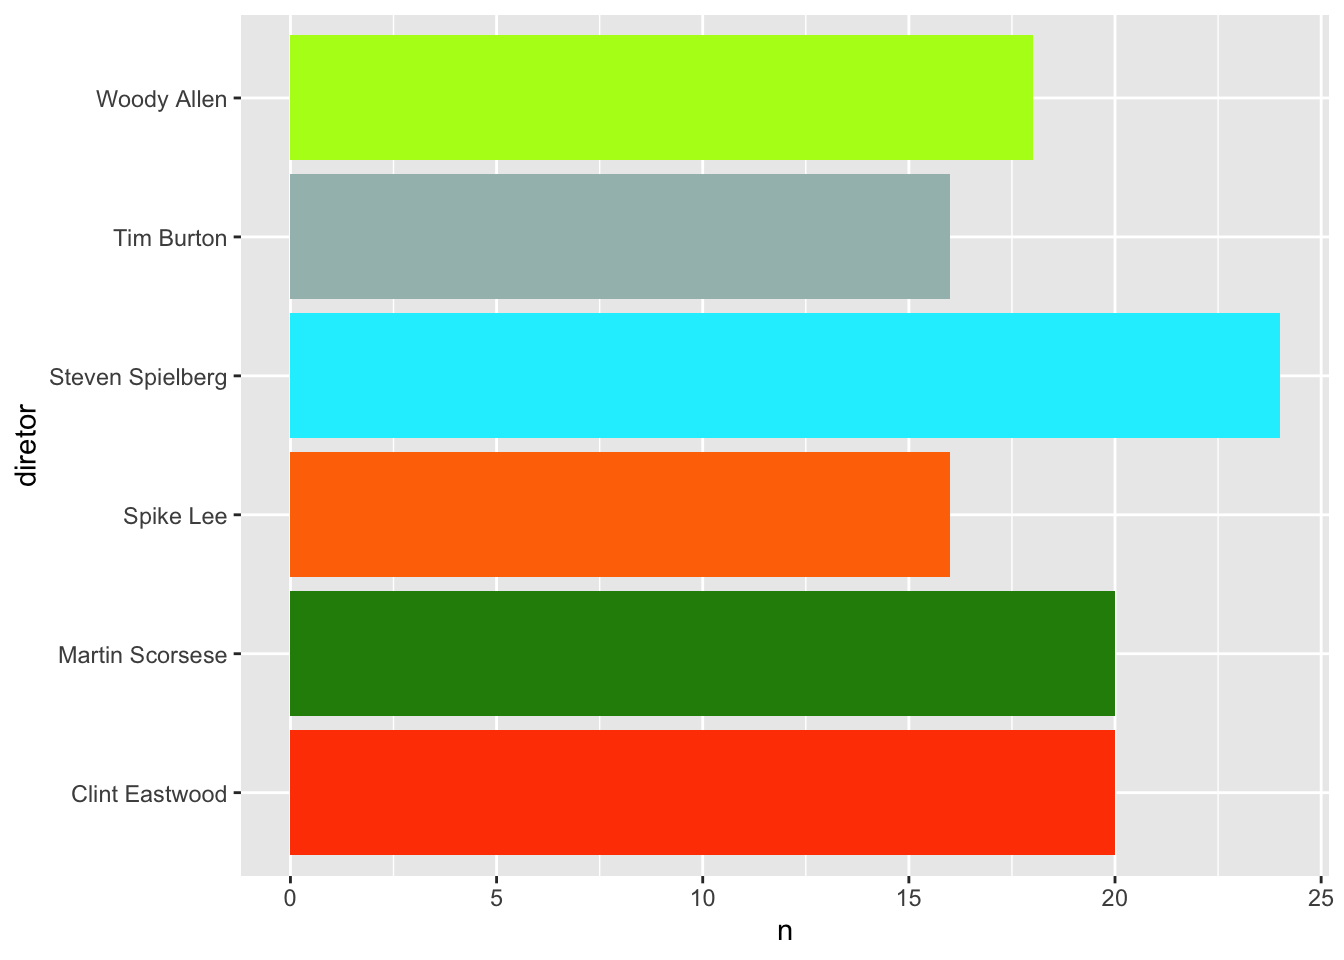 diretor
Woody Allen
Tim Burton
Steven Spielberg
Spike Lee
Martin Scorsese
Clint Eastwood
0 5 10 15 20 25
n